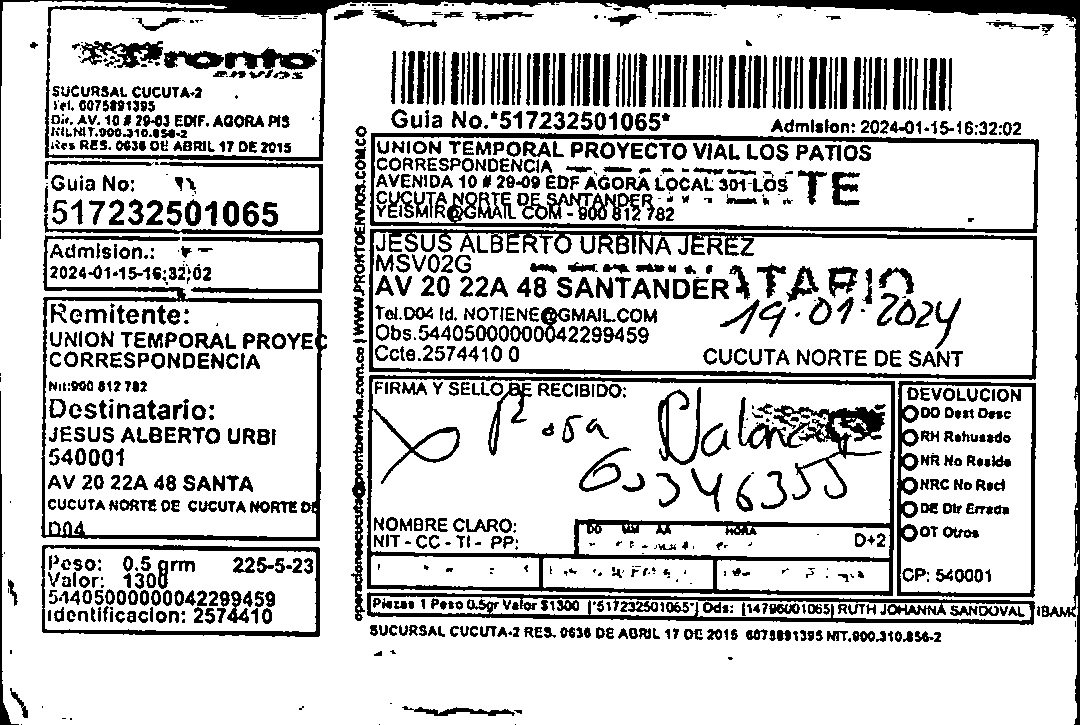 Pronto
envios
SUCURSAL CUCUTA-2
Tel. 6075891395
Dir. AV. 10 # 29-03 EDIF. AGORA PIS
NIT.900.310.856-2
Res RES. 0636 DE ABRIL 17 DE 2015
Guia No:
517232501065
Admision.:
2024-01-15-16:32:02
Remitente:
UNION TEMPORAL PROYEC
CORRESPONDENCIA
Nit:900 812 782
Destinatario:
JESUS ALBERTO URBI
540001
AV 20 22A 48 SANTA
CUCUTA NORTE DE CUCUTA NORTE DE
D04
Peso: 0.5 grm 225-5-23
Valor: 1300
54405000000042299459
Identificacion: 2574410
operacionescucuta@prontoenvios.com.co | WWW.PRONTOENVIOS.COM.CO
Guia No.*517232501065*
Admision: 2024-01-15-16:32:02
UNION TEMPORAL PROYECTO VIAL LOS PATIOS
CORRESPONDENCIA
AVENIDA 10 # 29-09 EDF AGORA LOCAL 301 LOS
CUCUTA NORTE DE SANTANDER
YEISMIR@GMAIL COM - 900 812 782
TE
JESUS ALBERTO URBINA JEREZ
MSV02G
AV 20 22A 48 SANTANDER
ATARIO
Tel.D04 Id. NOTIENE@GMAIL.COM
19-01-2024
Obs.54405000000042299459
Ccte.2574410 0
CUCUTA NORTE DE SANT
FIRMA Y SELLO DE RECIBIDO:
Rosa Valencia
60346355
NOMBRE CLARO:
NIT - CC - TI - PP:
DD MM AA HORA
D+2
DEVOLUCION
DD Dest Desc
RH Rehusado
NR No Reside
NRC No Recl
DE Dir Errada
OT Otros
CP: 540001
Piezas 1 Peso 0.5gr Valor $1300 [*517232501065*] Ods: [14796001065] RUTH JOHANNA SANDOVAL IBAM
SUCURSAL CUCUTA-2 RES. 0636 DE ABRIL 17 DE 2015 6075891395 NIT.900.310.856-2